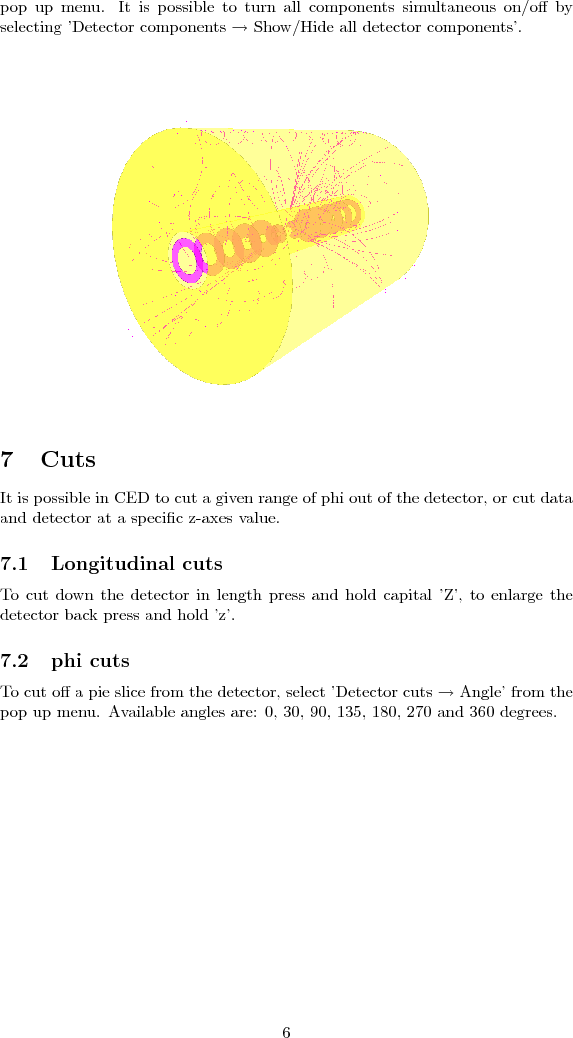 pop up menu. It is possible to turn all components simultaneous on/off by
selecting 'Detector components → Show/Hide all detector components'.
7 Cuts
It is possible in CED to cut a given range of phi out of the detector, or cut data
and detector at a specific z-axes value.
7.1 Longitudinal cuts
To cut down the detector in length press and hold capital 'Z', to enlarge the
detector back press and hold 'z'.
7.2 phi cuts
To cut off a pie slice from the detector, select 'Detector cuts → Angle' from the
pop up menu. Available angles are: 0, 30, 90, 135, 180, 270 and 360 degrees.
6